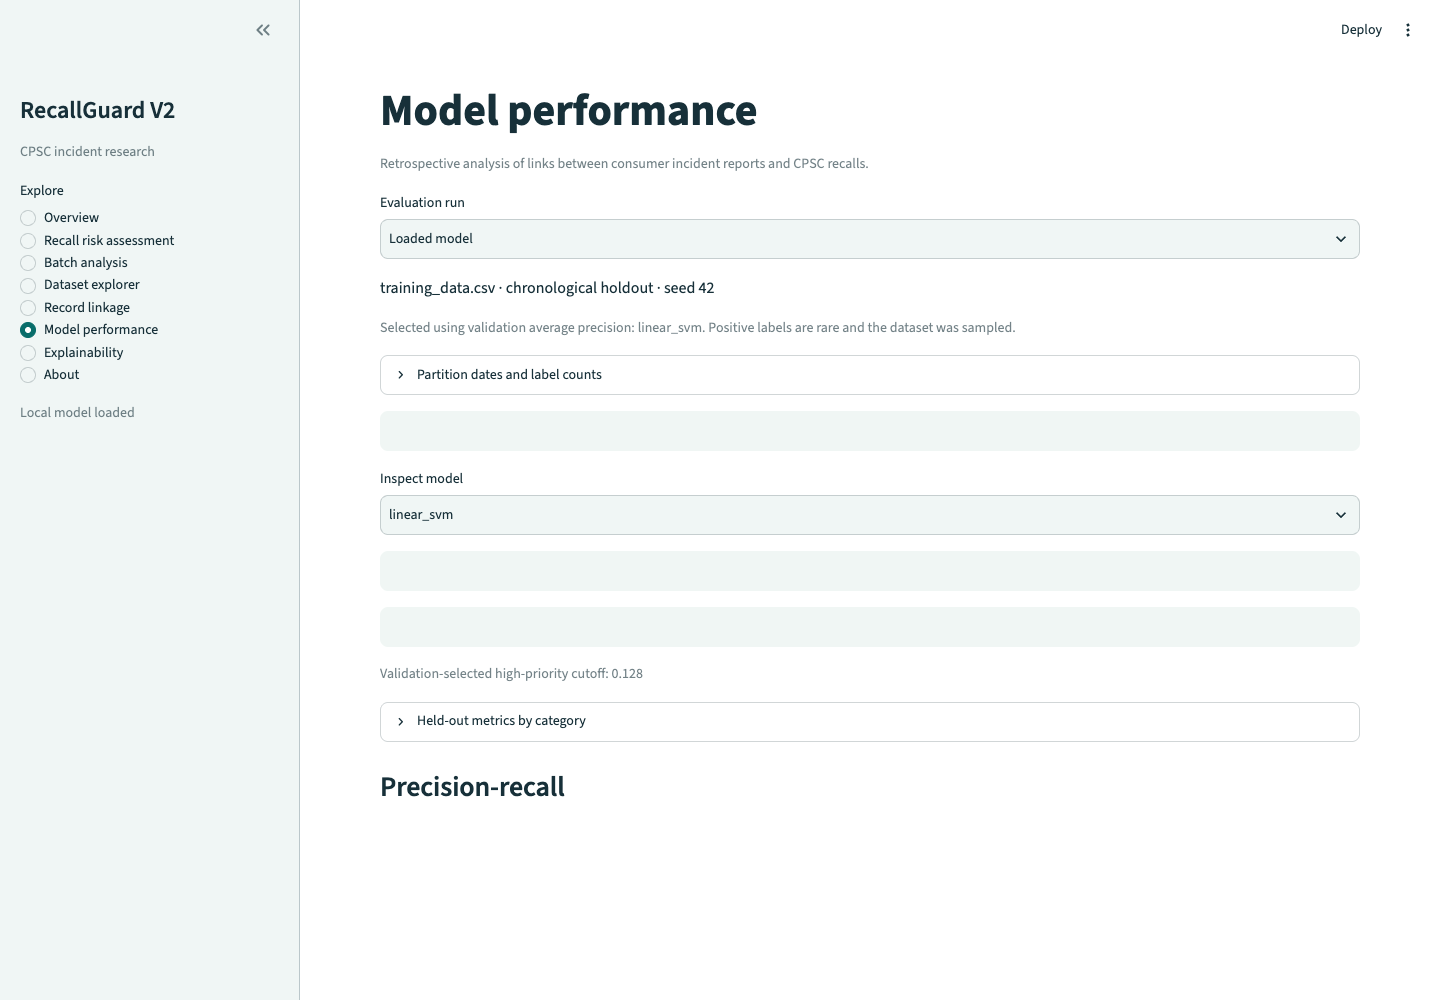 Deploy
RecallGuard V2
CPSC incident research
Explore
Overview
Recall risk assessment
Batch analysis
Dataset explorer
Record linkage
Model performance
Explainability
About
Local model loaded
Model performance
Retrospective analysis of links between consumer incident reports and CPSC recalls.
Evaluation run
Loaded model
training_data.csv · chronological holdout · seed 42
Selected using validation average precision: linear_svm. Positive labels are rare and the dataset was sampled.
Partition dates and label counts
Inspect model
linear_svm
Validation-selected high-priority cutoff: 0.128
Held-out metrics by category
Precision-recall